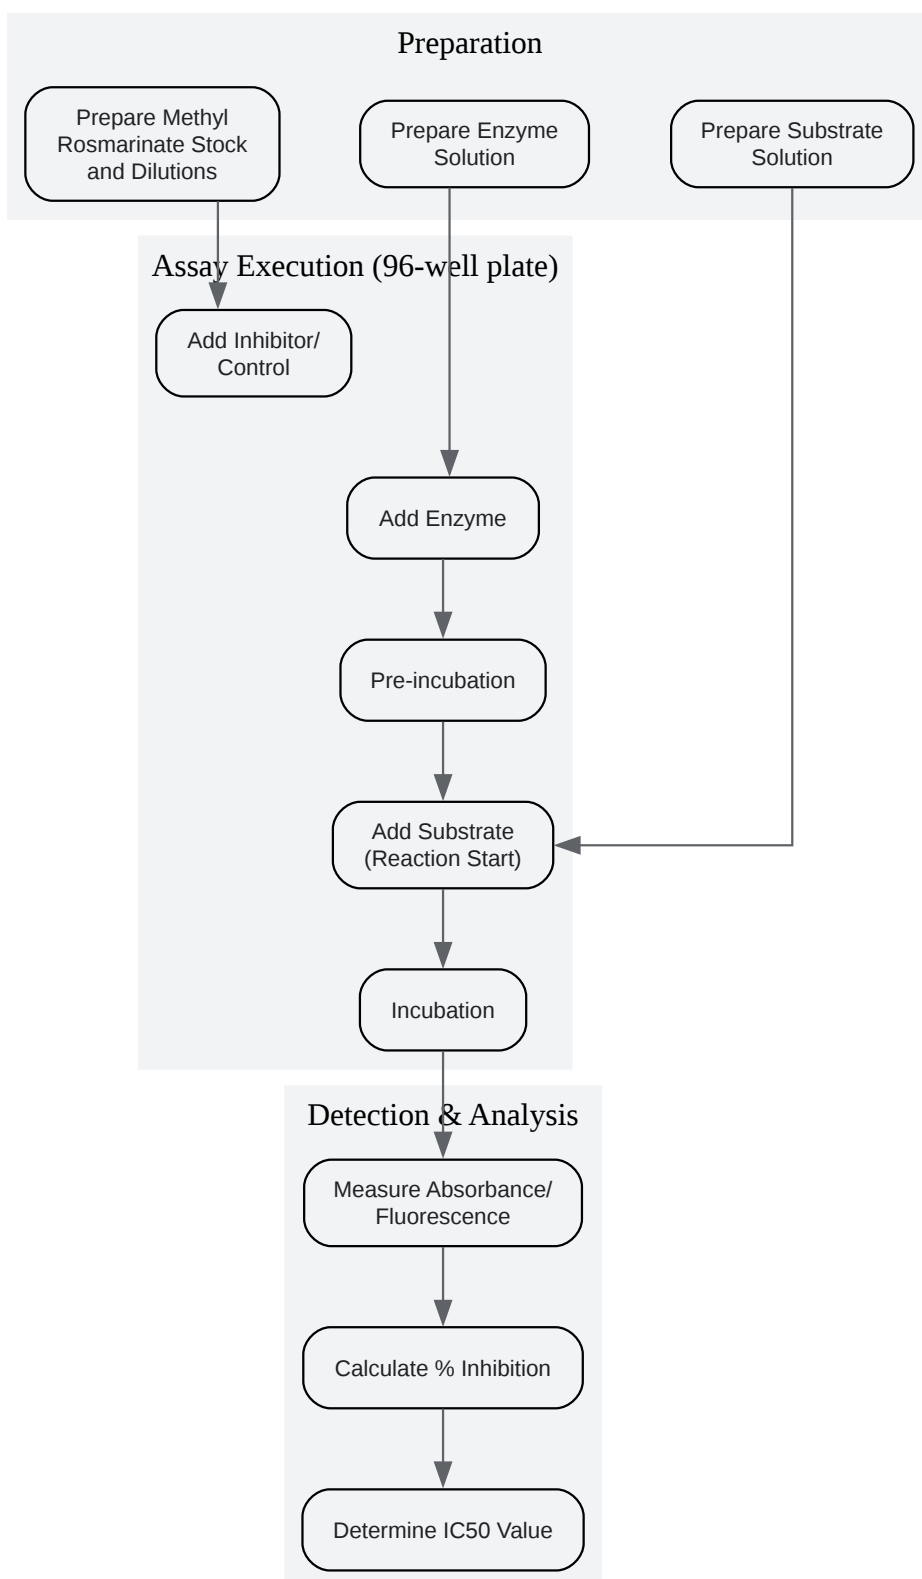 Preparation
Prepare Methyl
Rosmarinate Stock
and Dilutions
Prepare Enzyme
Solution
Prepare Substrate
Solution
Assay Execution (96-well plate)
Add Inhibitor/
Control
Add Enzyme
Pre-incubation
Add Substrate
(Reaction Start)
Incubation
Detection & Analysis
Measure Absorbance/
Fluorescence
Calculate % Inhibition
Determine IC50 Value